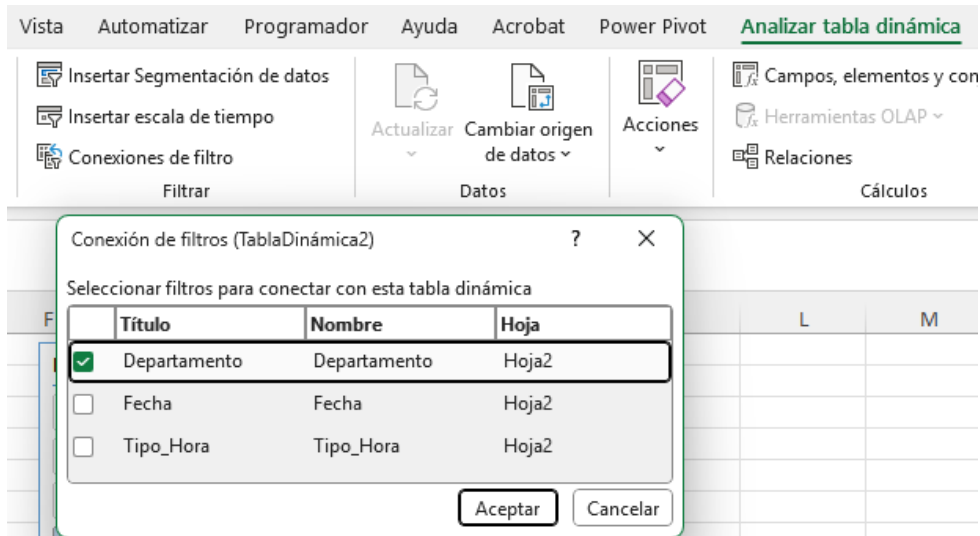 Vista Automatizar Programador Ayuda Acrobat Power Pivot Analizar tabla dinámica
Insertar Segmentación de datos
Insertar escala de tiempo
Conexiones de filtro
Filtrar
Actualizar
Cambiar origen
de datos
Datos
Acciones
Campos, elementos y con
Herramientas OLAP
Relaciones
Cálculos
Conexión de filtros (TablaDinámica2) ?
Seleccionar filtros para conectar con esta tabla dinámica
F L M
Título Nombre Hoja
Departamento Departamento Hoja2
Fecha Fecha Hoja2
Tipo_Hora Tipo_Hora Hoja2
Aceptar Cancelar